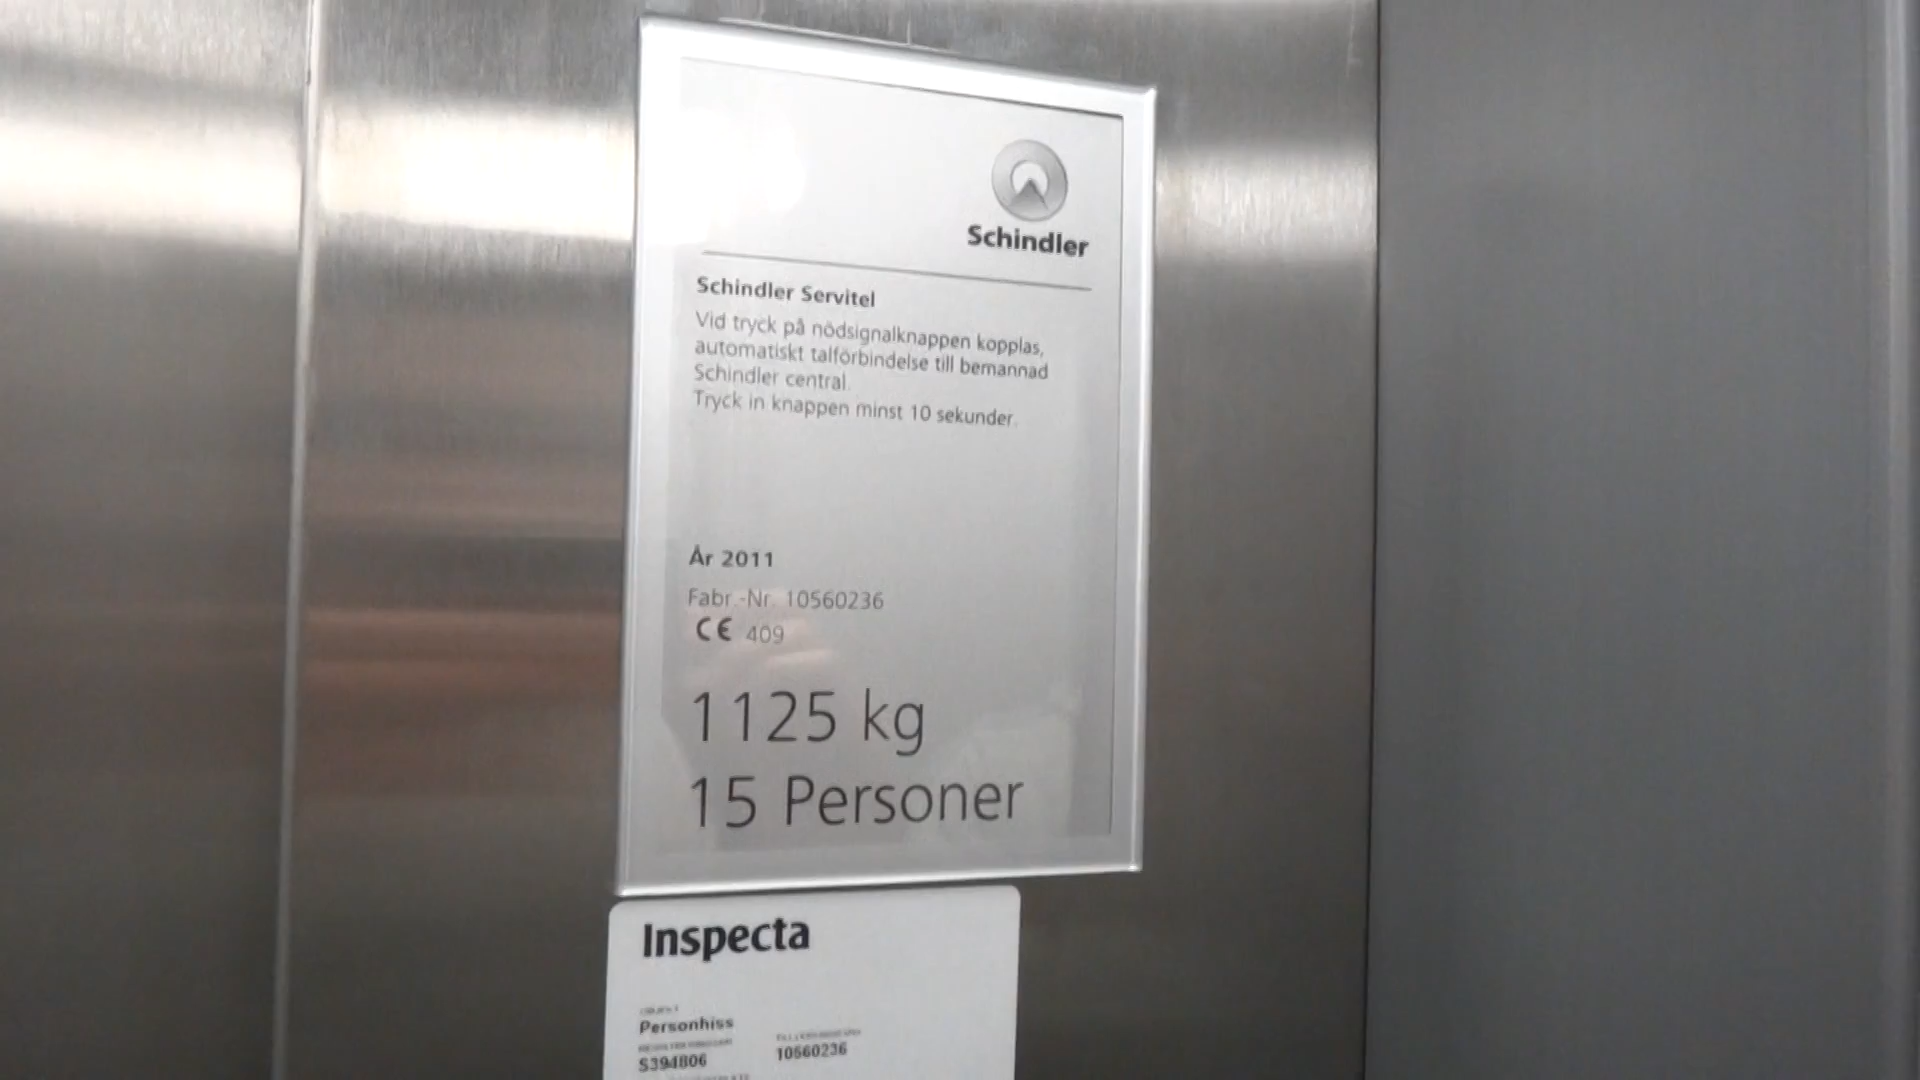 Schindler
Schindler Servitel
Vid tryck på nödsignalknappen kopplas,
automatiskt talförbindelse till bemannad
Schindler central.
Tryck in knappen minst 10 sekunder.
År 2011
Fabr.-Nr. 10560236
CE 409
1125 kg
15 Personer
Inspecta
Personhiss
S394806
10560236